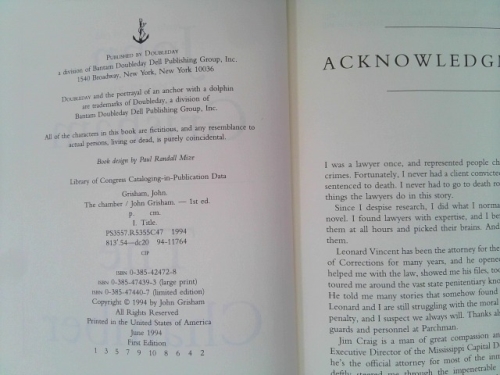 PUBLISHED BY DOUBLEDAY
a division of Bantam Doubleday Dell Publishing Group, Inc.
1540 Broadway, New York, New York 10036
DOUBLEDAY and the portrayal of an anchor with a dolphin
are trademarks of Doubleday, a division of
Bantam Doubleday Dell Publishing Group, Inc.
All of the characters in this book are fictitious, and any resemblance to
actual persons, living or dead, is purely coincidental.
Book design by Paul Randall Mize
Library of Congress Cataloging-in-Publication Data
Grisham, John.
The chamber / John Grisham. — 1st ed.
p. cm.
I. Title.
PS3557.R5355C47 1994
813'.54—dc20 94-11764
CIP
ISBN 0-385-42472-8
ISBN 0-385-47439-3 (large print)
ISBN 0-385-47440-7 (limited edition)
Copyright © 1994 by John Grisham
All Rights Reserved
Printed in the United States of America
June 1994
First Edition
1 3 5 7 9 10 8 6 4 2
ACKNOWLEDGE
I was a lawyer once, and represented people ch
crimes. Fortunately, I never had a client convicted
sentenced to death. I never had to go to death ro
things the lawyers do in this story.
Since I despise research, I did what I norma
novel. I found lawyers with expertise, and I be
them at all hours and picked their brain. And
them.
Leonard Vincent has been the attorney for the
of Corrections for many years, and he opened
helped me with the law, showed me his files, too
toured me around the vast state penitentiary kno
He told me many stories that somehow found
Leonard and I are still struggling with the moral
penalty, and I suspect we always will. Thanks als
guards and personnel at Parchman.
Jim Craig is a man of great compassion an
Executive Director of the Mississippi Capital D
he's the official attorney for most of the inm
deftly steered me through the impenetrable